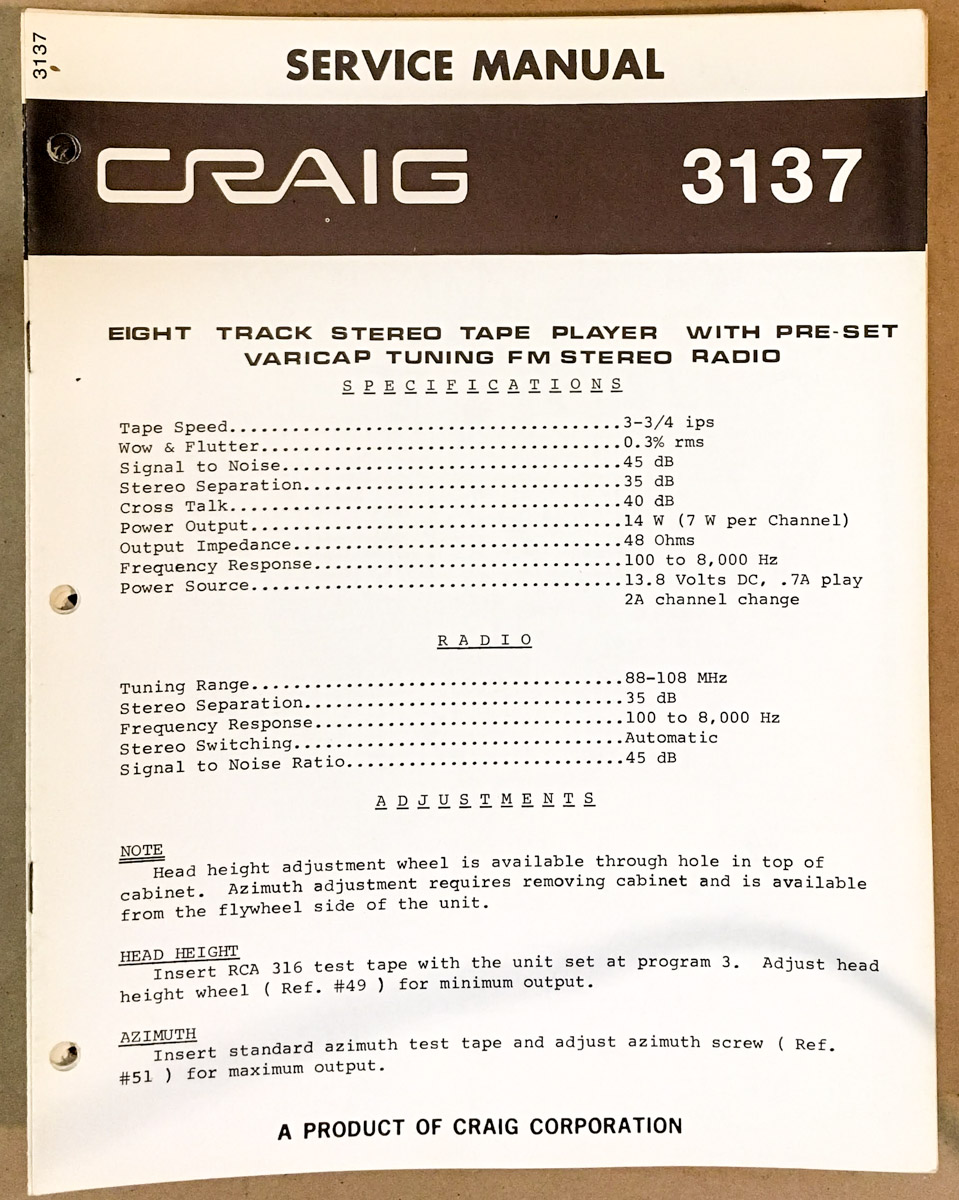 3137
SERVICE MANUAL
CRAIG 3137
EIGHT TRACK STEREO TAPE PLAYER WITH PRE-SET
VARICAP TUNING FM STEREO RADIO
SPECIFICATIONS
Tape Speed.....................................3-3/4 ips
Wow & Flutter..................................0.3% rms
Signal to Noise................................45 dB
Stereo Separation..............................35 dB
Cross Talk.....................................40 dB
Power Output...................................14 W (7 W per Channel)
Output Impedance...............................48 Ohms
Frequency Response.............................100 to 8,000 Hz
Power Source...................................13.8 Volts DC, .7A play
2A channel change
RADIO
Tuning Range...................................88-108 MHz
Stereo Separation..............................35 dB
Frequency Response.............................100 to 8,000 Hz
Stereo Switching...............................Automatic
Signal to Noise Ratio..........................45 dB
ADJUSTMENTS
NOTE
Head height adjustment wheel is available through hole in top of
cabinet. Azimuth adjustment requires removing cabinet and is available
from the flywheel side of the unit.
HEAD HEIGHT
Insert RCA 316 test tape with the unit set at program 3. Adjust head
height wheel ( Ref. #49 ) for minimum output.
AZIMUTH
Insert standard azimuth test tape and adjust azimuth screw ( Ref.
#51 ) for maximum output.
A PRODUCT OF CRAIG CORPORATION